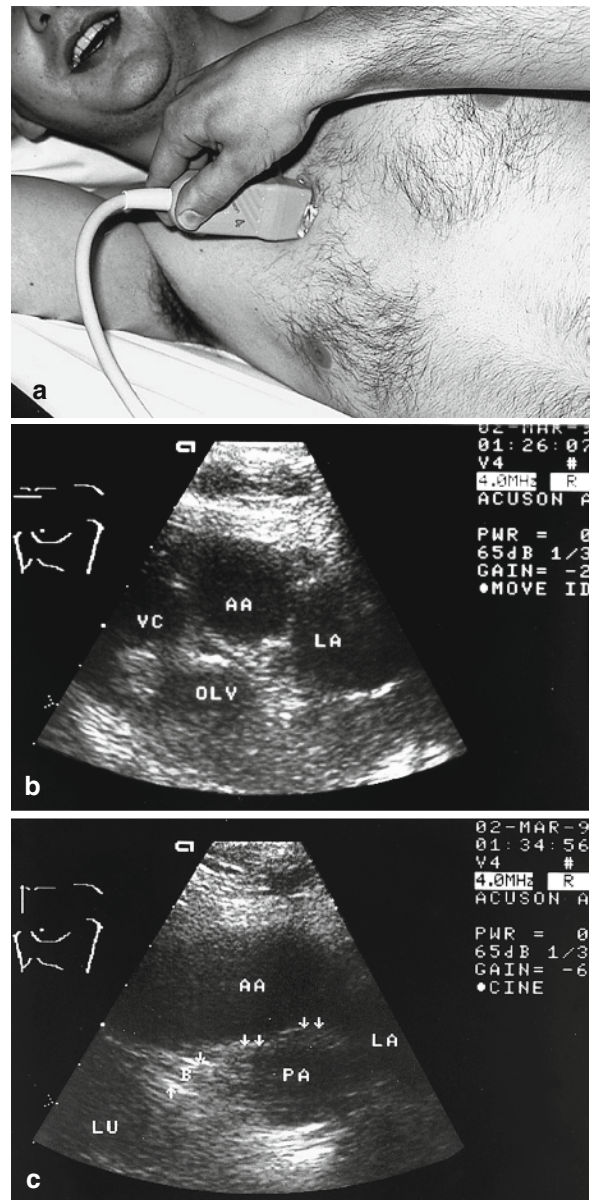 a
02-MAR-9
01:26:07
V4 #
4.0MHz R
ACUSON A
PWR = 0
65dB 1/3
GAIN= -2
•MOVE ID
AA
VC
LA
OLV
b
02-MAR-9
01:34:56
V4 #
4.0MHz R
ACUSON A
PWR = 0
65dB 1/3
GAIN= -6
•CINE
AA
LA
B
PA
LU
c